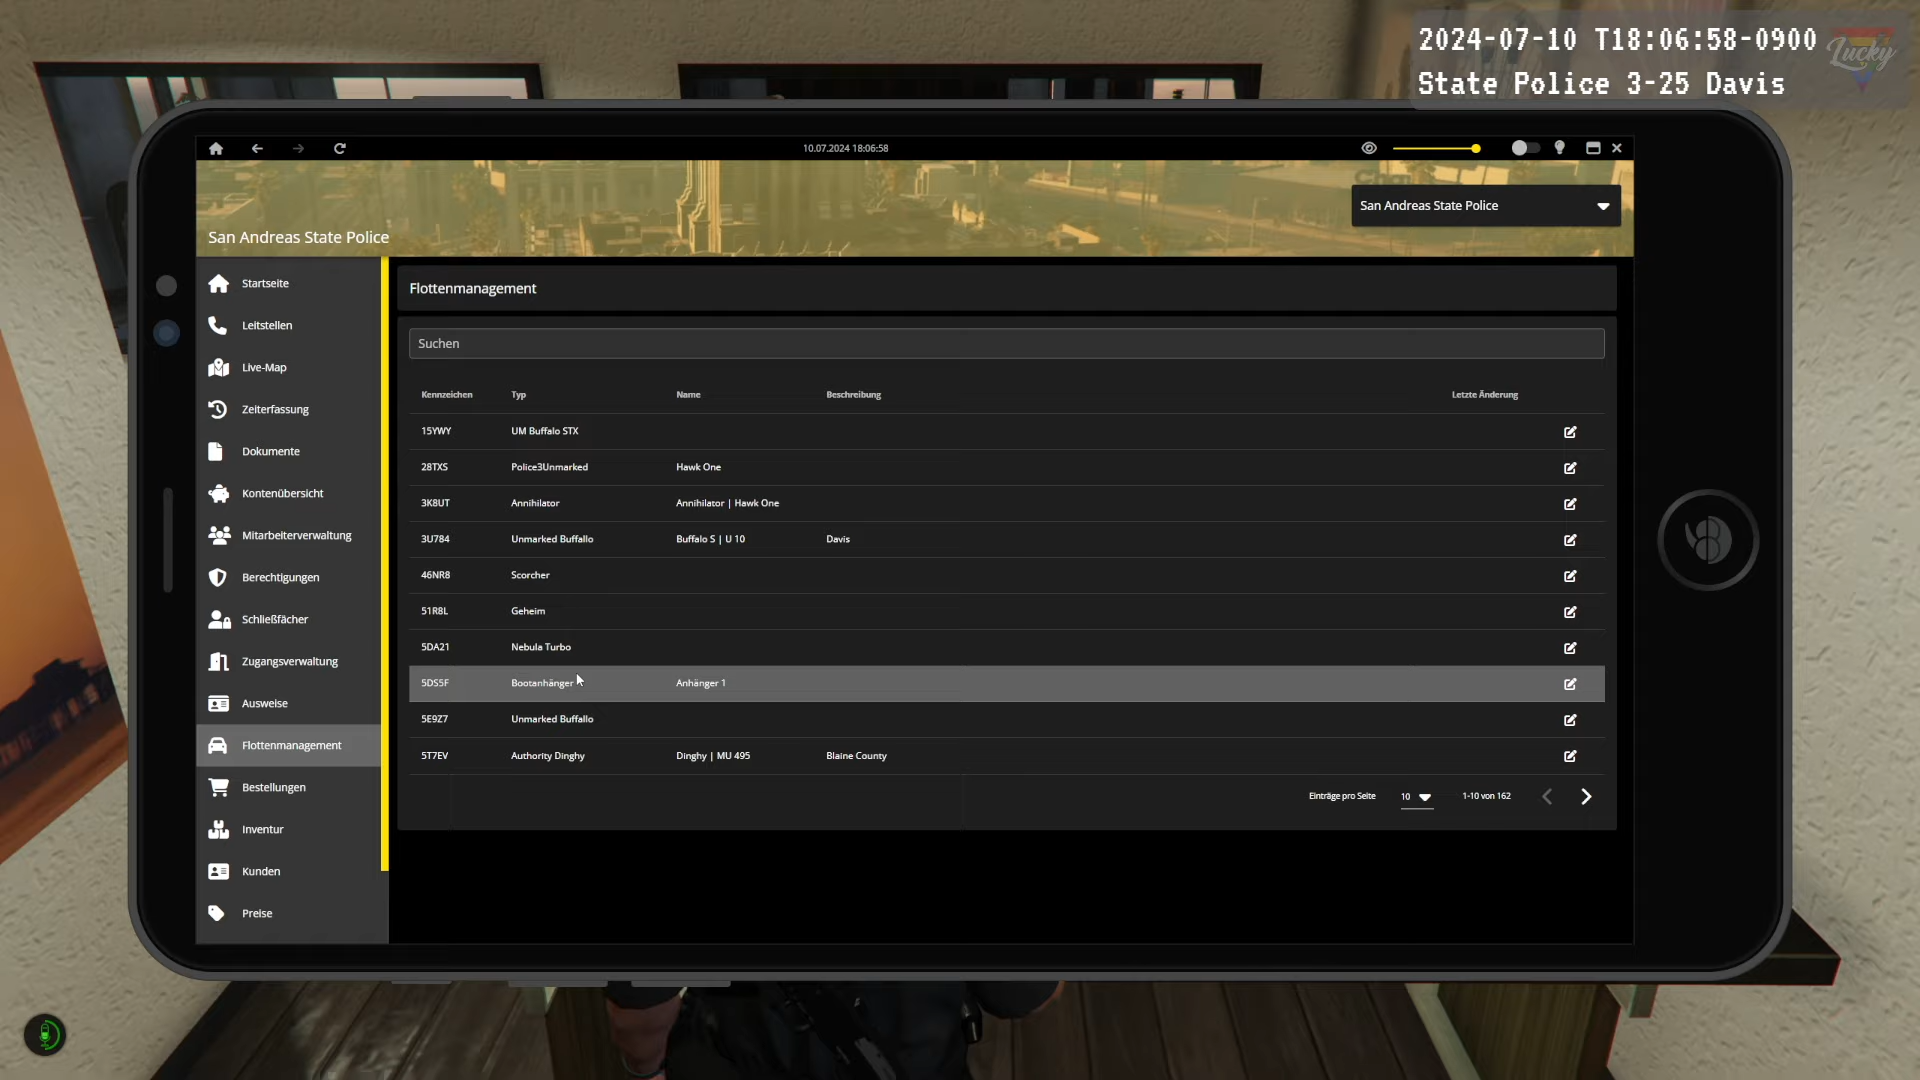 2024-07-10 T18:06:58-0900
State Police 3-25 Davis
Lucky
10.07.2024 18:06:58
San Andreas State Police
San Andreas State Police
Startseite
Leitstellen
Live-Map
Zeiterfassung
Dokumente
Kontenübersicht
Mitarbeiterverwaltung
Berechtigungen
Schließfächer
Zugangsverwaltung
Ausweise
Flottenmanagement
Bestellungen
Inventur
Kunden
Preise
Flottenmanagement
Suchen
Kennzeichen Typ Name Beschreibung Letzte Änderung
15YWY UM Buffalo STX
28TXS Police3Unmarked Hawk One
3K8UT Annihilator Annihilator | Hawk One
3U784 Unmarked Buffallo Buffalo S | U 10 Davis
46NR8 Scorcher
51R8L Geheim
5DA21 Nebula Turbo
5DS5F Bootanhänger Anhänger 1
5E9Z7 Unmarked Buffallo
5T7EV Authority Dinghy Dinghy | MU 495 Blaine County
Einträge pro Seite 10 1-10 von 162